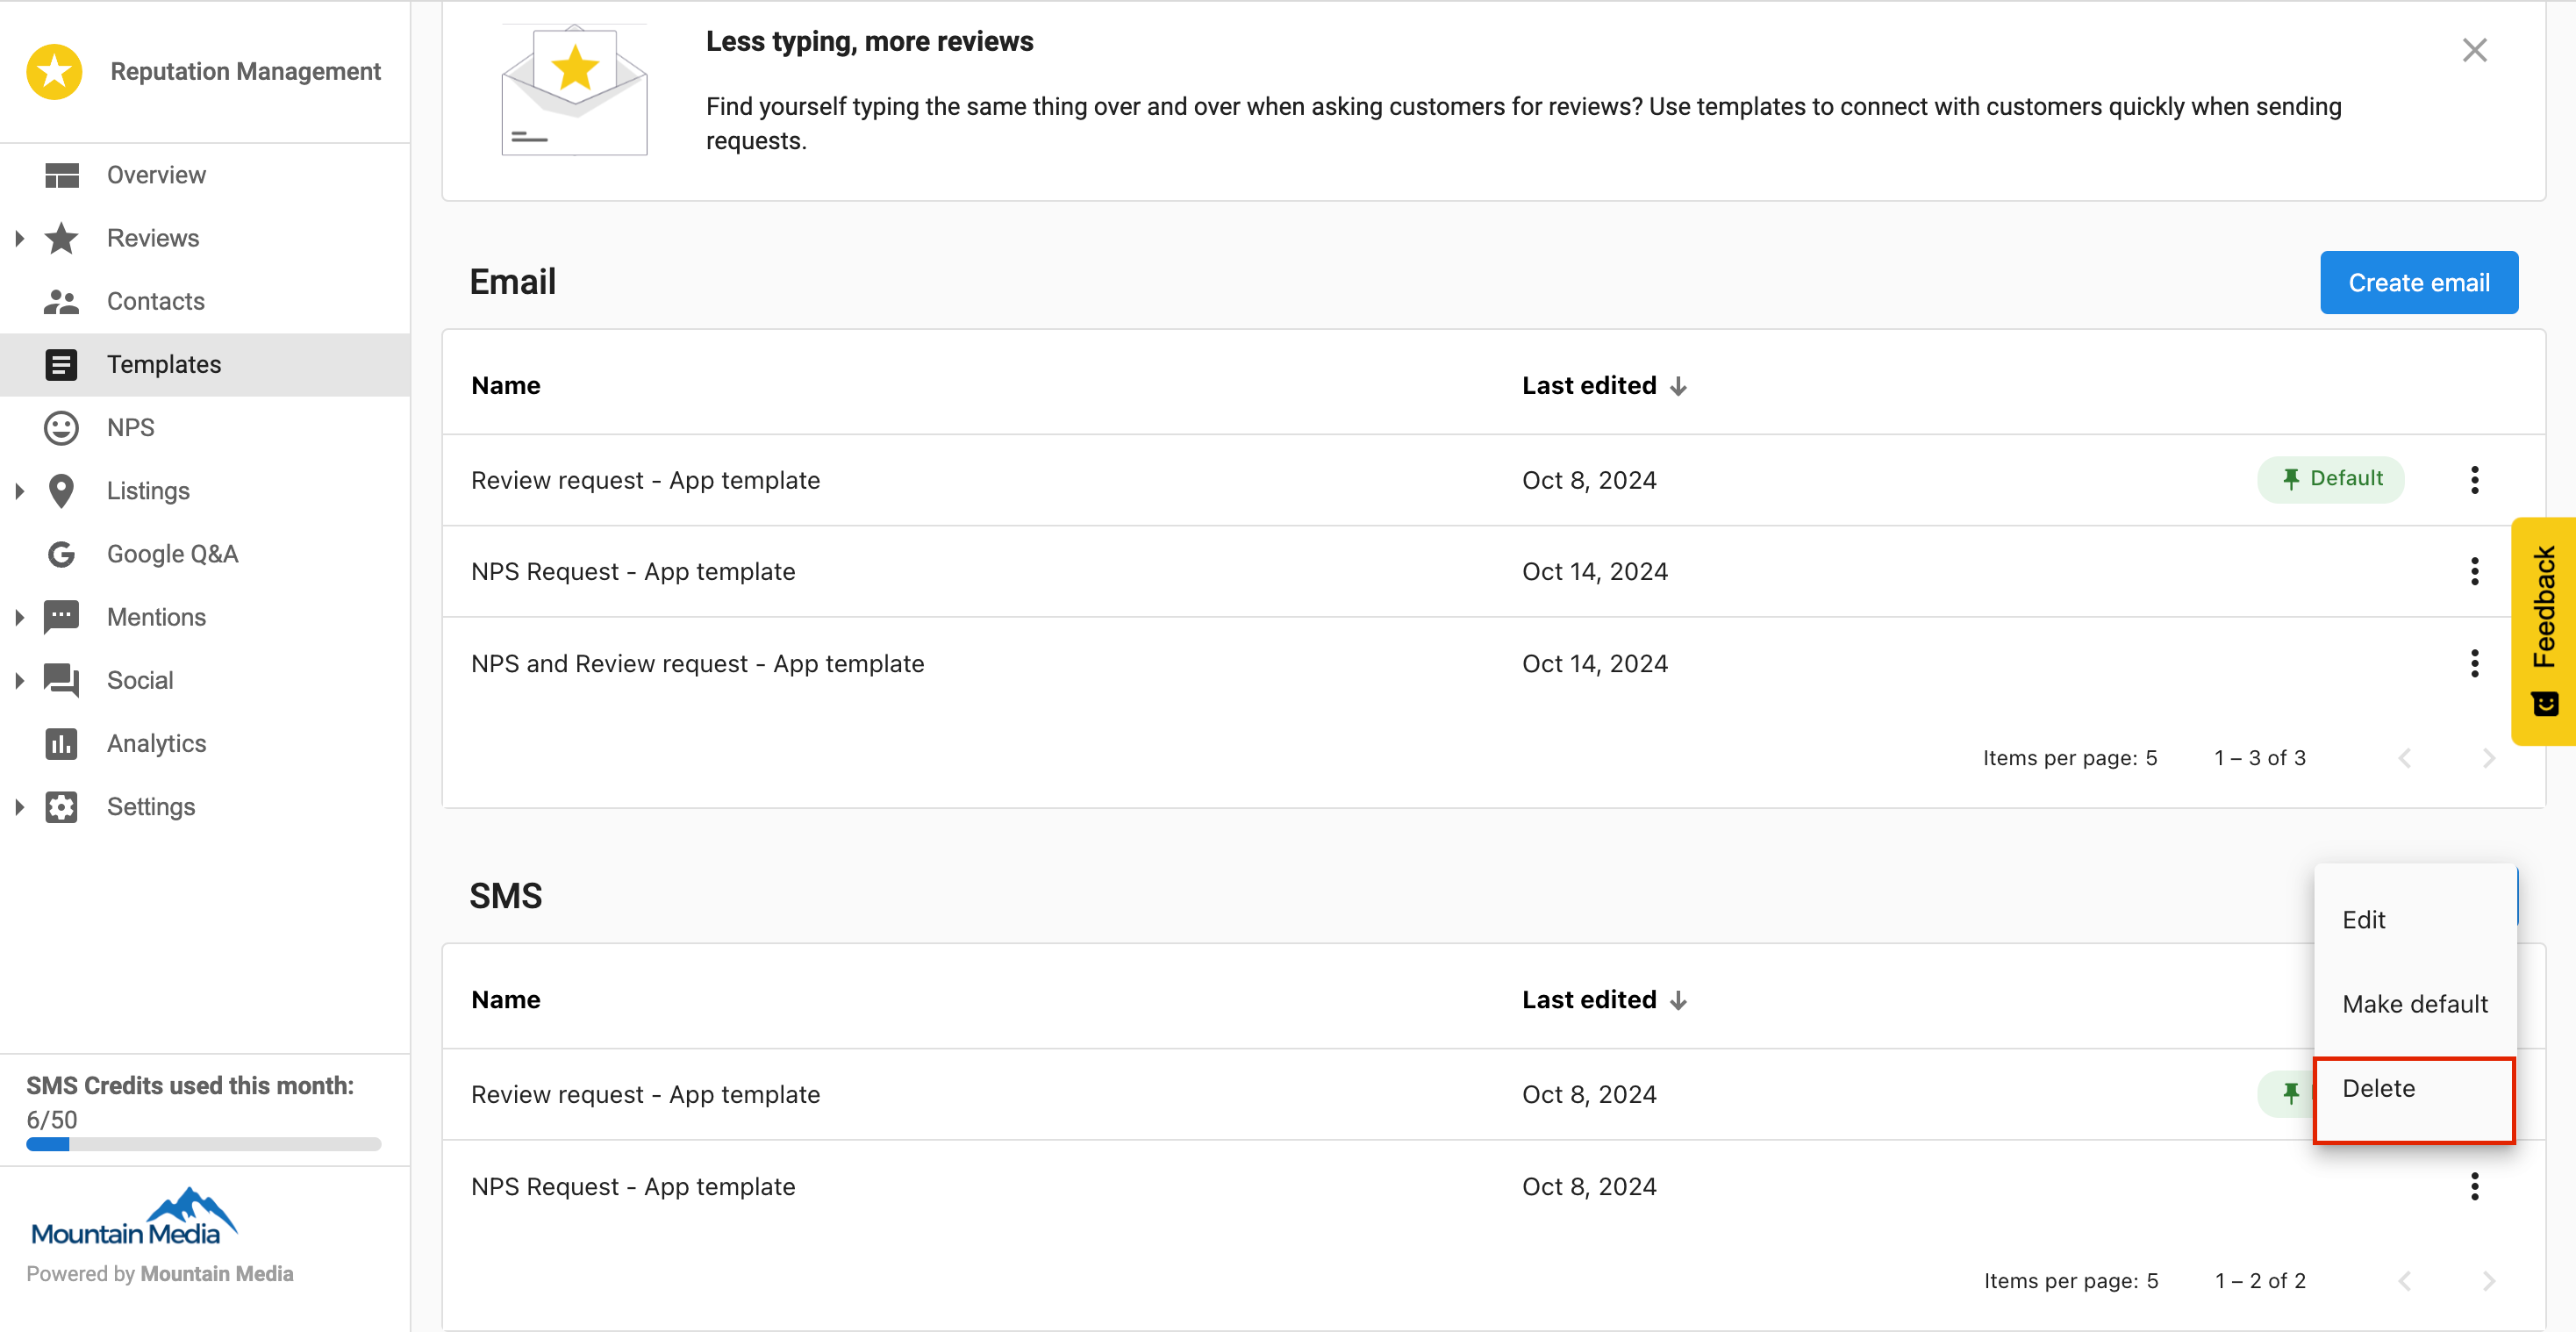 Reputation Management
Overview
Reviews
Contacts
Templates
NPS
Listings
Google Q&A
Mentions
Social
Analytics
Settings
SMS Credits used this month:
6/50
Mountain Media
Powered by Mountain Media
Less typing, more reviews
Find yourself typing the same thing over and over when asking customers for reviews? Use templates to connect with customers quickly when sending
requests.
Email
Create email
Name Last edited
Review request - App template Oct 8, 2024 Default
NPS Request - App template Oct 14, 2024
NPS and Review request - App template Oct 14, 2024
Items per page: 5 1 – 3 of 3
Feedback
SMS
Name Last edited
Review request - App template Oct 8, 2024
NPS Request - App template Oct 8, 2024
Items per page: 5 1 – 2 of 2
Edit
Make default
Delete